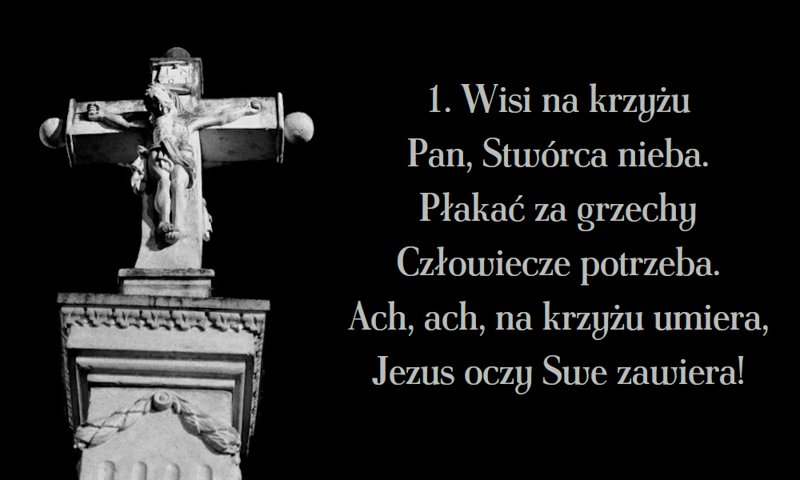 1. Wisi na krzyżu
Pan, Stwórca nieba.
Płakać za grzechy
Człowiecze potrzeba.
Ach, ach, na krzyżu umiera,
Jezus oczy Swe zawiera!